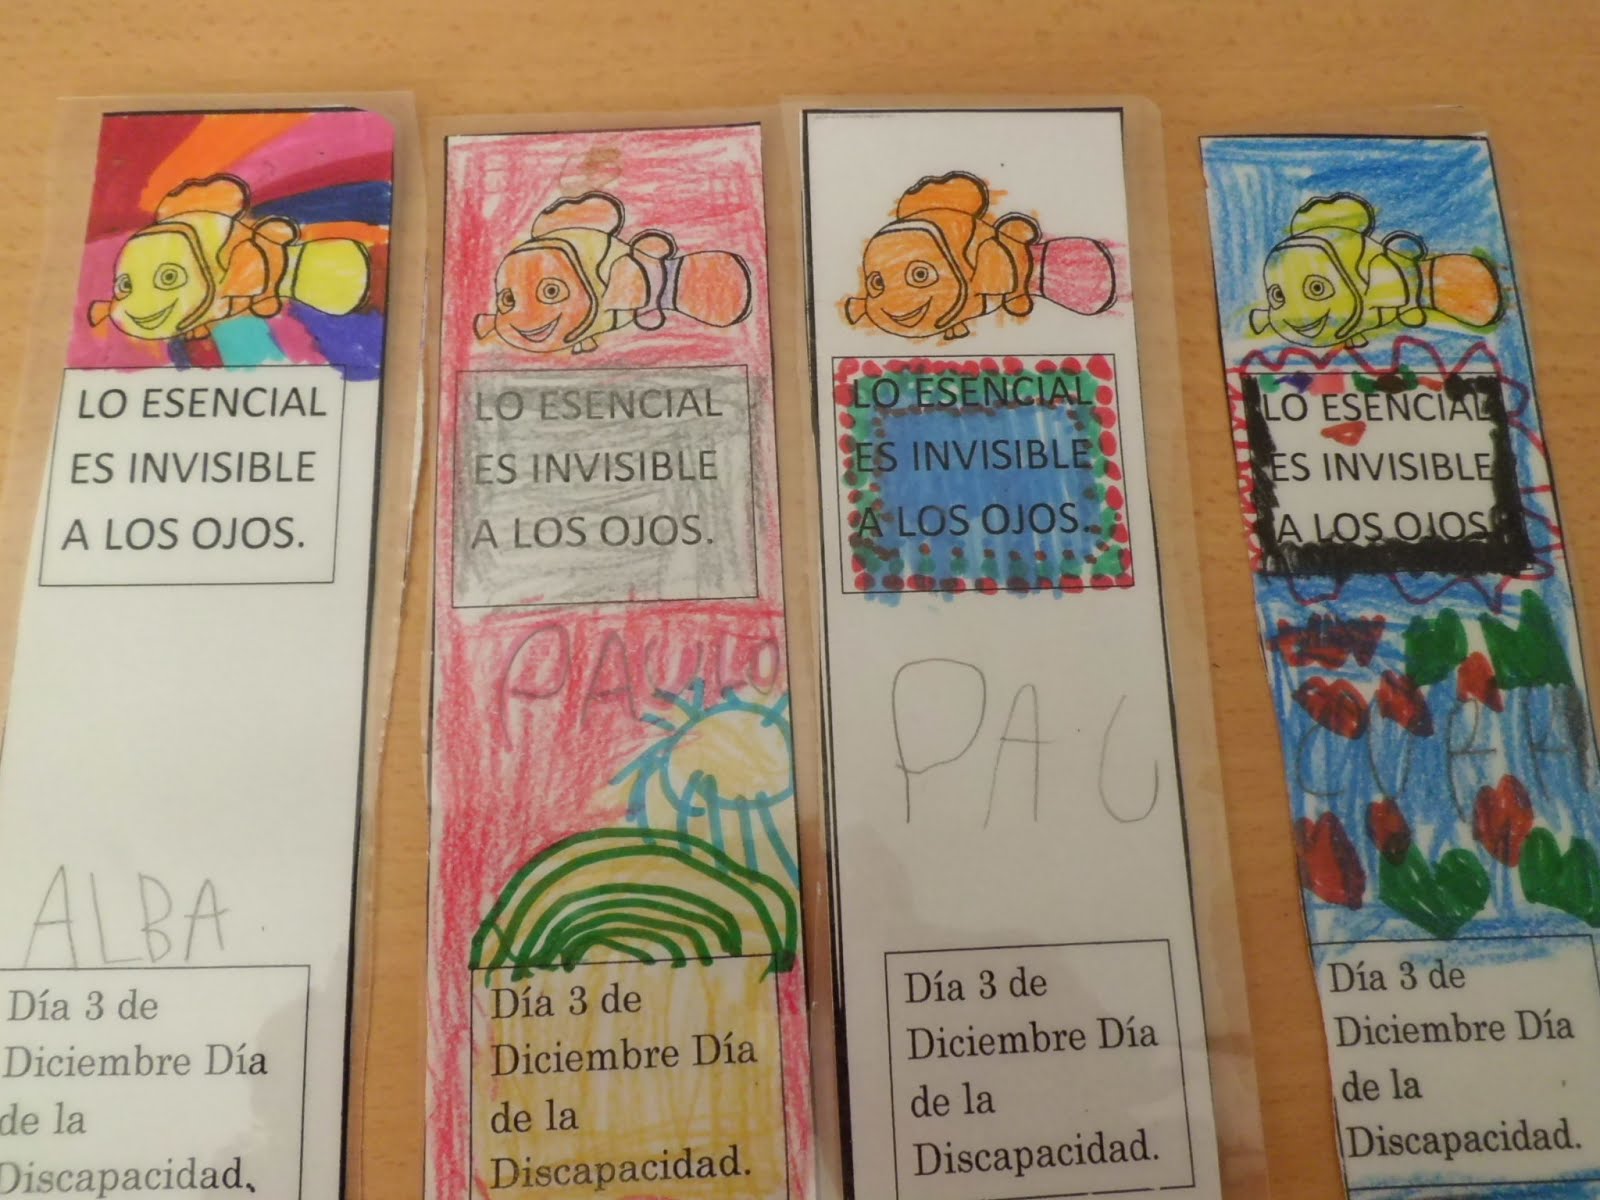 LO ESENCIAL
ES INVISIBLE
A LOS OJOS.
ALBA
Día 3 de
Diciembre Día
de la
Discapacidad.
LO ESENCIAL
ES INVISIBLE
A LOS OJOS.
PAULO
Día 3 de
Diciembre Día
de la
Discapacidad.
LO ESENCIAL
ES INVISIBLE
A LOS OJOS.
PAU
Día 3 de
Diciembre Día
de la
Discapacidad.
LO ESENCIAL
ES INVISIBLE
A LOS OJOS.
Día 3 de
Diciembre Día
de la
Discapacidad.